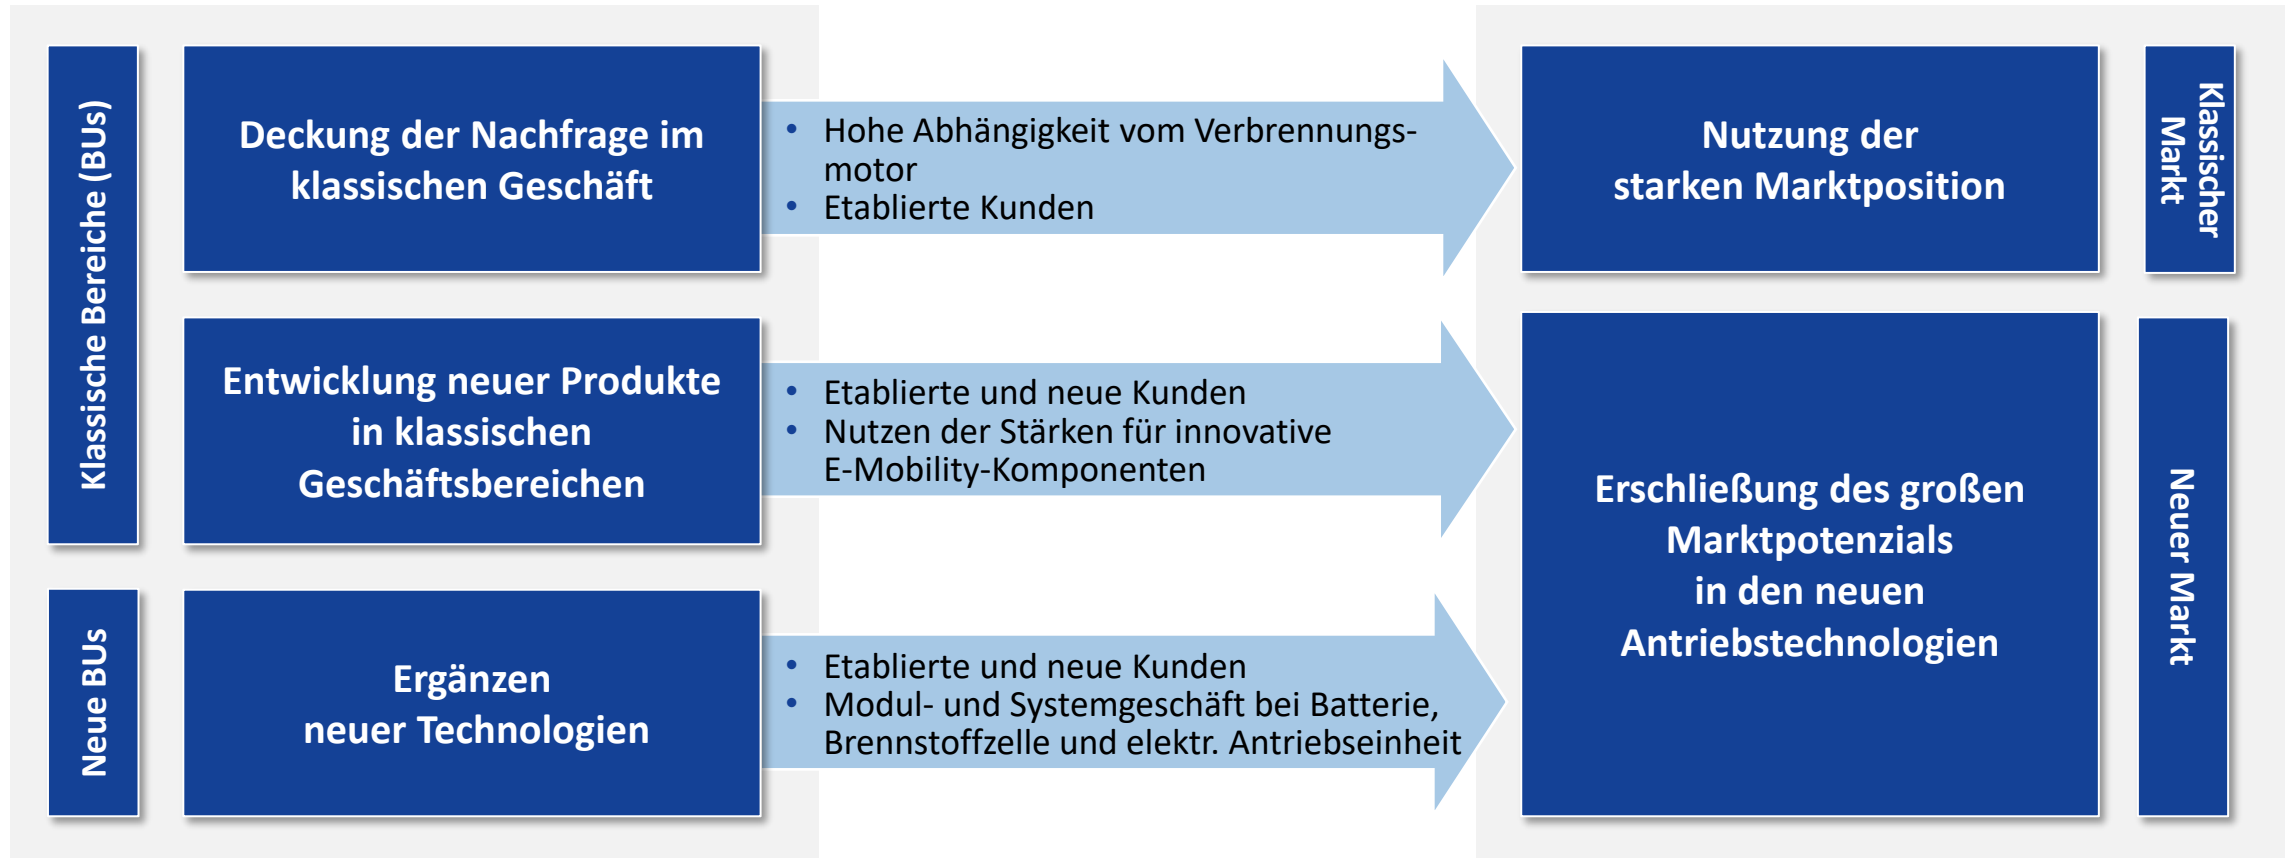 Klassische Bereiche (BUs)
Deckung der Nachfrage im
klassischen Geschäft
• Hohe Abhängigkeit vom Verbrennungs-
motor
• Etablierte Kunden
Nutzung der
starken Marktposition
Klassischer
Markt
Entwicklung neuer Produkte
in klassischen
Geschäftsbereichen
• Etablierte und neue Kunden
• Nutzen der Stärken für innovative
E-Mobility-Komponenten
Erschließung des großen
Marktpotenzials
in den neuen
Antriebstechnologien
Neuer Markt
Neue BUs
Ergänzen
neuer Technologien
• Etablierte und neue Kunden
• Modul- und Systemgeschäft bei Batterie,
Brennstoffzelle und elektr. Antriebseinheit